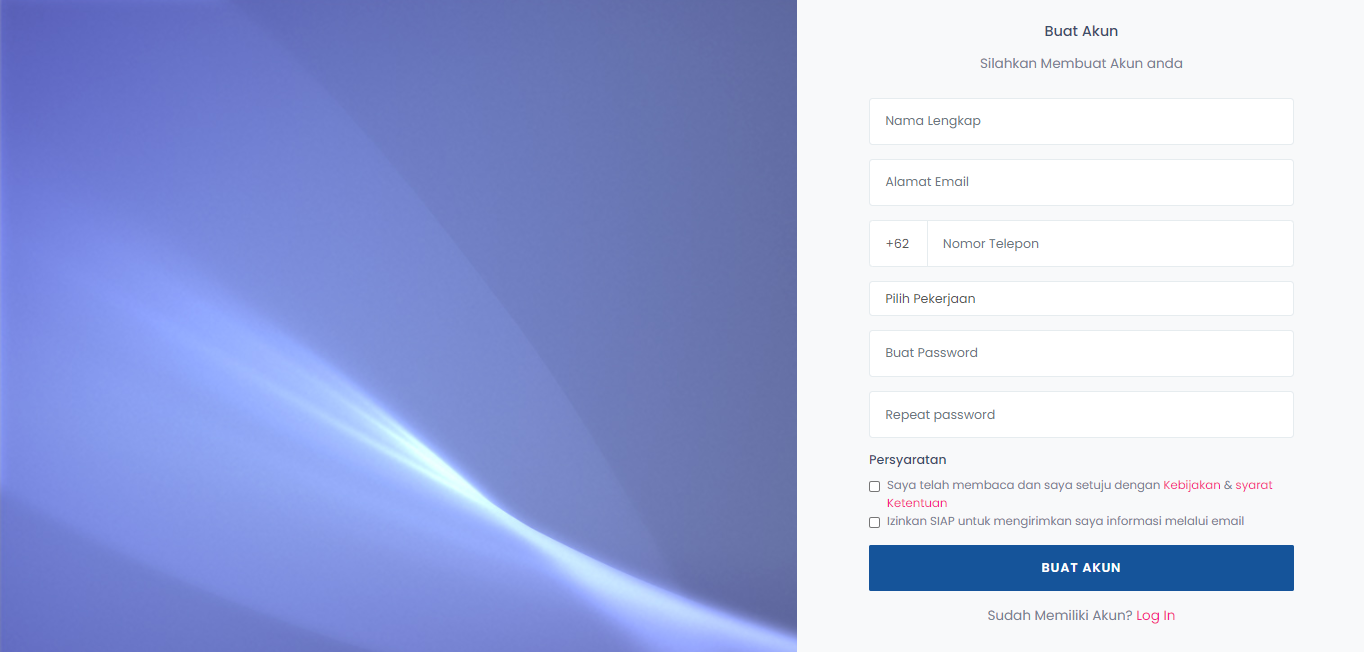 Buat Akun
Silahkan Membuat Akun anda
Nama Lengkap
Alamat Email
+62 Nomor Telepon
Pilih Pekerjaan
Buat Password
Repeat password
Persyaratan
Saya telah membaca dan saya setuju dengan Kebijakan & syarat
Ketentuan
Izinkan SIAP untuk mengirimkan saya informasi melalui email
BUAT AKUN
Sudah Memiliki Akun? Log In